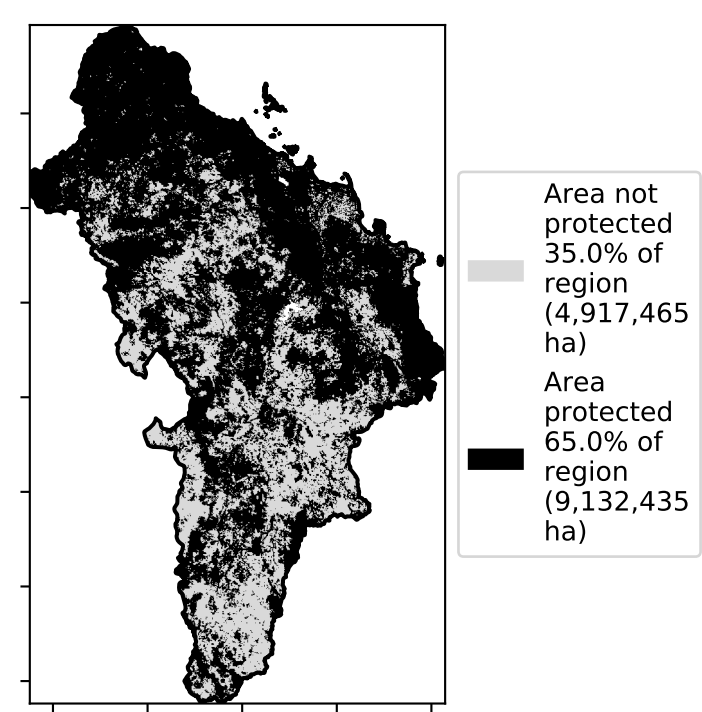 Area not
protected
35.0% of
region
(4,917,465
ha)
Area
protected
65.0% of
region
(9,132,435
ha)